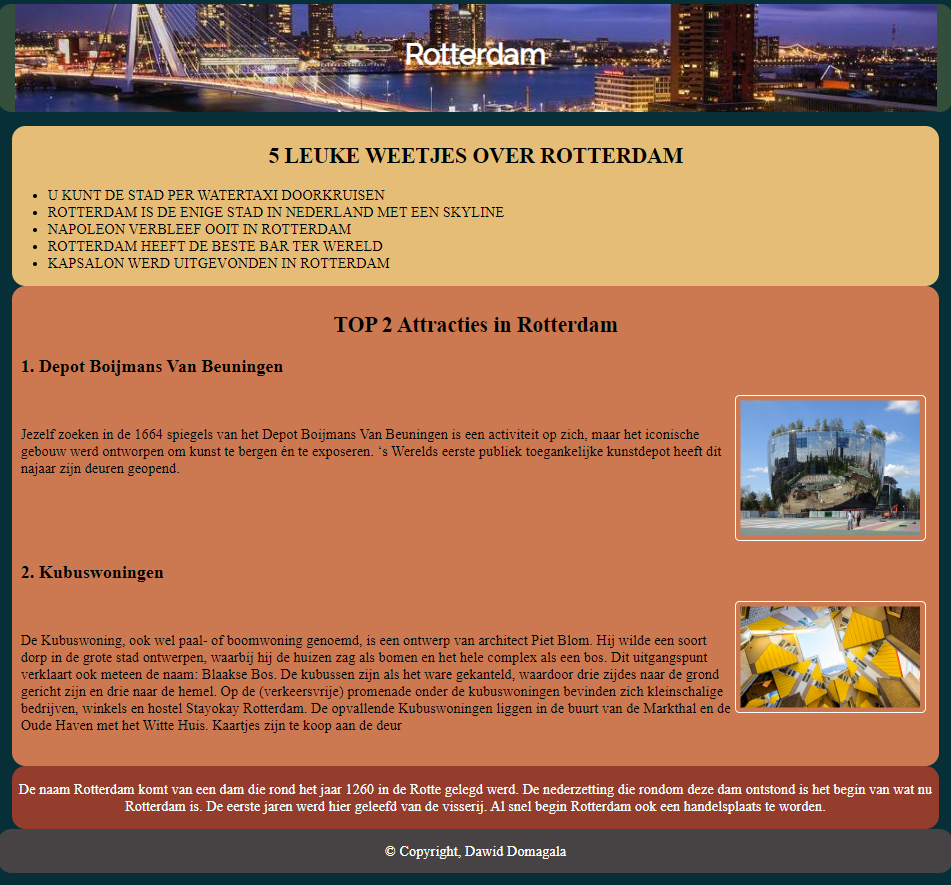 Rotterdam
5 LEUKE WEETJES OVER ROTTERDAM
• U KUNT DE STAD PER WATERTAXI DOORKRUISEN
• ROTTERDAM IS DE ENIGE STAD IN NEDERLAND MET EEN SKYLINE
• NAPOLEON VERBLEEF OOIT IN ROTTERDAM
• ROTTERDAM HEEFT DE BESTE BAR TER WERELD
• KAPSALON WERD UITGEVONDEN IN ROTTERDAM
TOP 2 Attracties in Rotterdam
1. Depot Boijmans Van Beuningen
Jezelf zoeken in de 1664 spiegels van het Depot Boijmans Van Beuningen is een activiteit op zich, maar het iconische
gebouw werd ontworpen om kunst te bergen én te exposeren. ‘s Werelds eerste publiek toegankelijke kunstdepot heeft dit
najaar zijn deuren geopend.
2. Kubuswoningen
De Kubuswoning, ook wel paal- of boomwoning genoemd, is een ontwerp van architect Piet Blom. Hij wilde een soort
dorp in de grote stad ontwerpen, waarbij hij de huizen zag als bomen en het hele complex als een bos. Dit uitgangspunt
verklaart ook meteen de naam: Blaakse Bos. De kubussen zijn als het ware gekanteld, waardoor drie zijdes naar de grond
gericht zijn en drie naar de hemel. Op de (verkeersvrije) promenade onder de kubuswoningen bevinden zich kleinschalige
bedrijven, winkels en hostel Stayokay Rotterdam. De opvallende Kubuswoningen liggen in de buurt van de Markthal en de
Oude Haven met het Witte Huis. Kaartjes zijn te koop aan de deur
De naam Rotterdam komt van een dam die rond het jaar 1260 in de Rotte gelegd werd. De nederzetting die rondom deze dam ontstond is het begin van wat nu
Rotterdam is. De eerste jaren werd hier geleefd van de visserij. Al snel begin Rotterdam ook een handelsplaats te worden.
© Copyright, Dawid Domagala